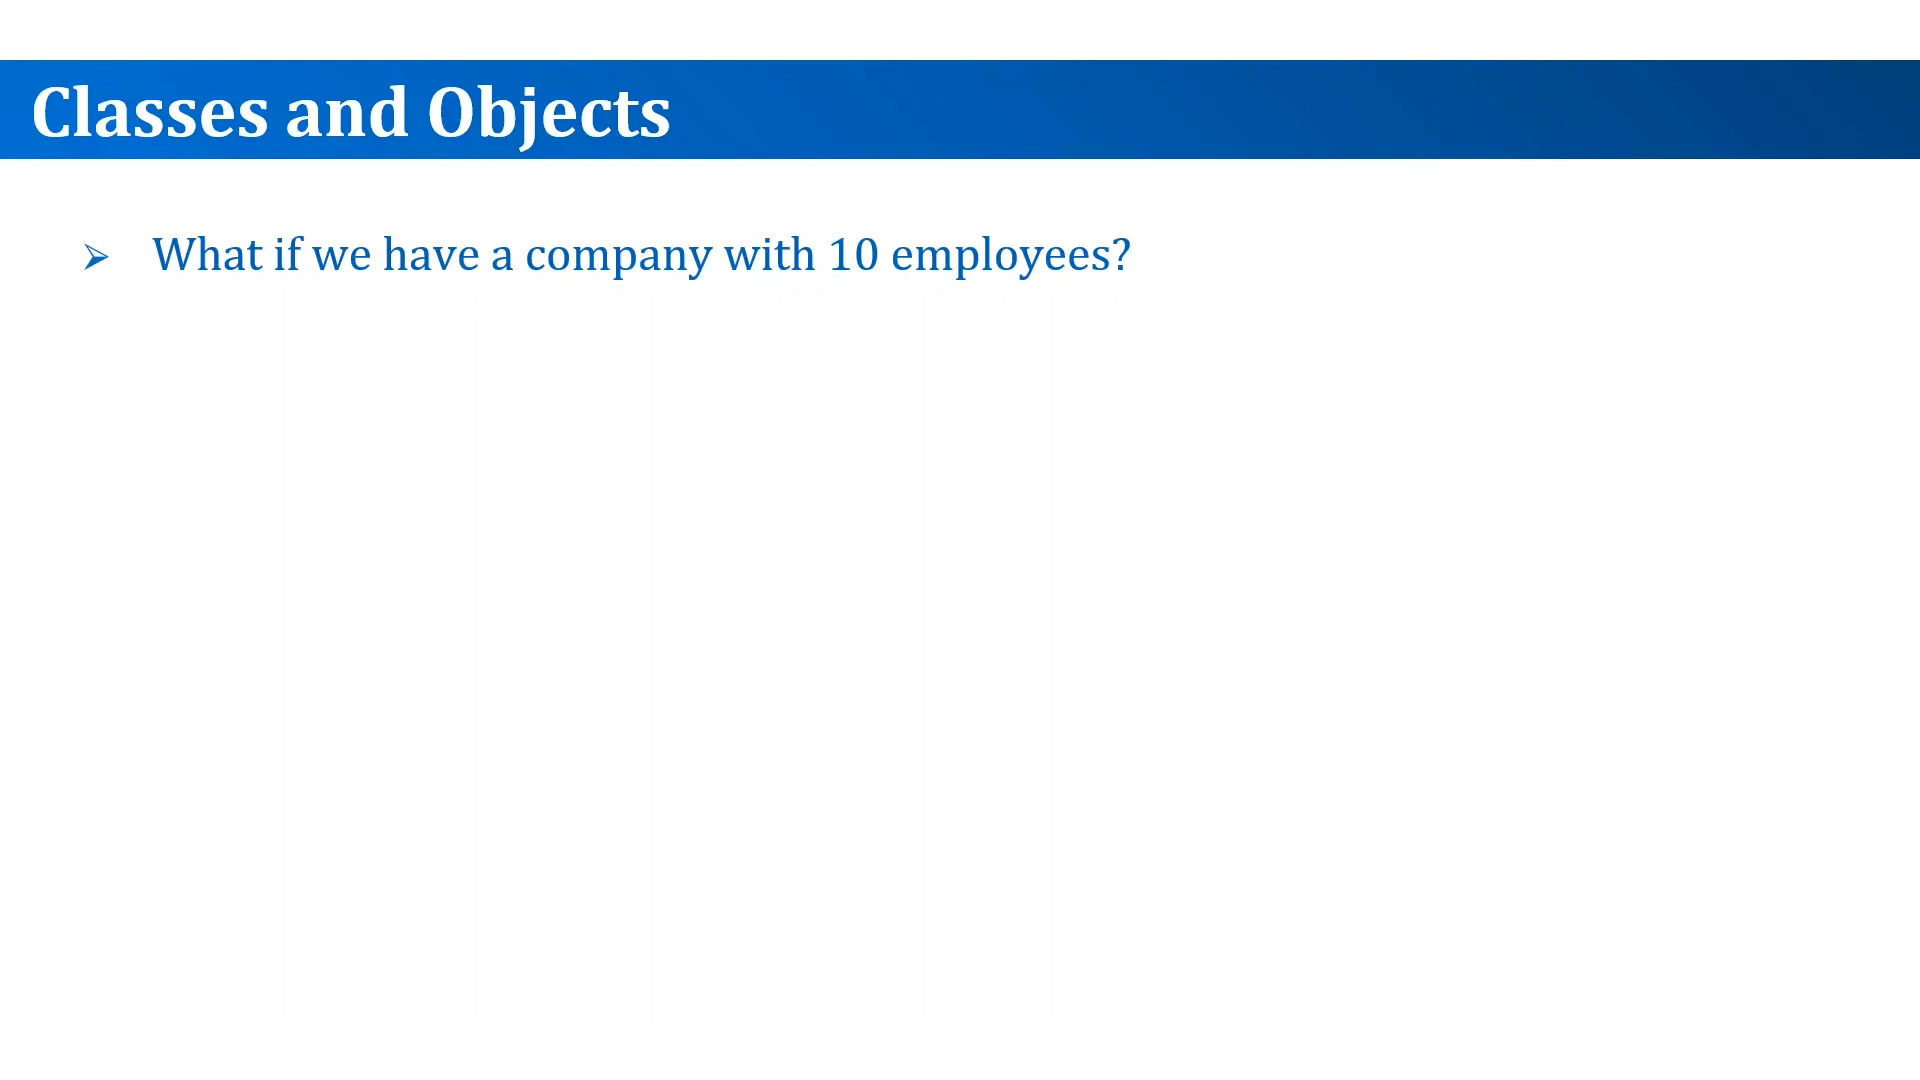 Classes and Objects
➢ What if we have a company with 10 employees?